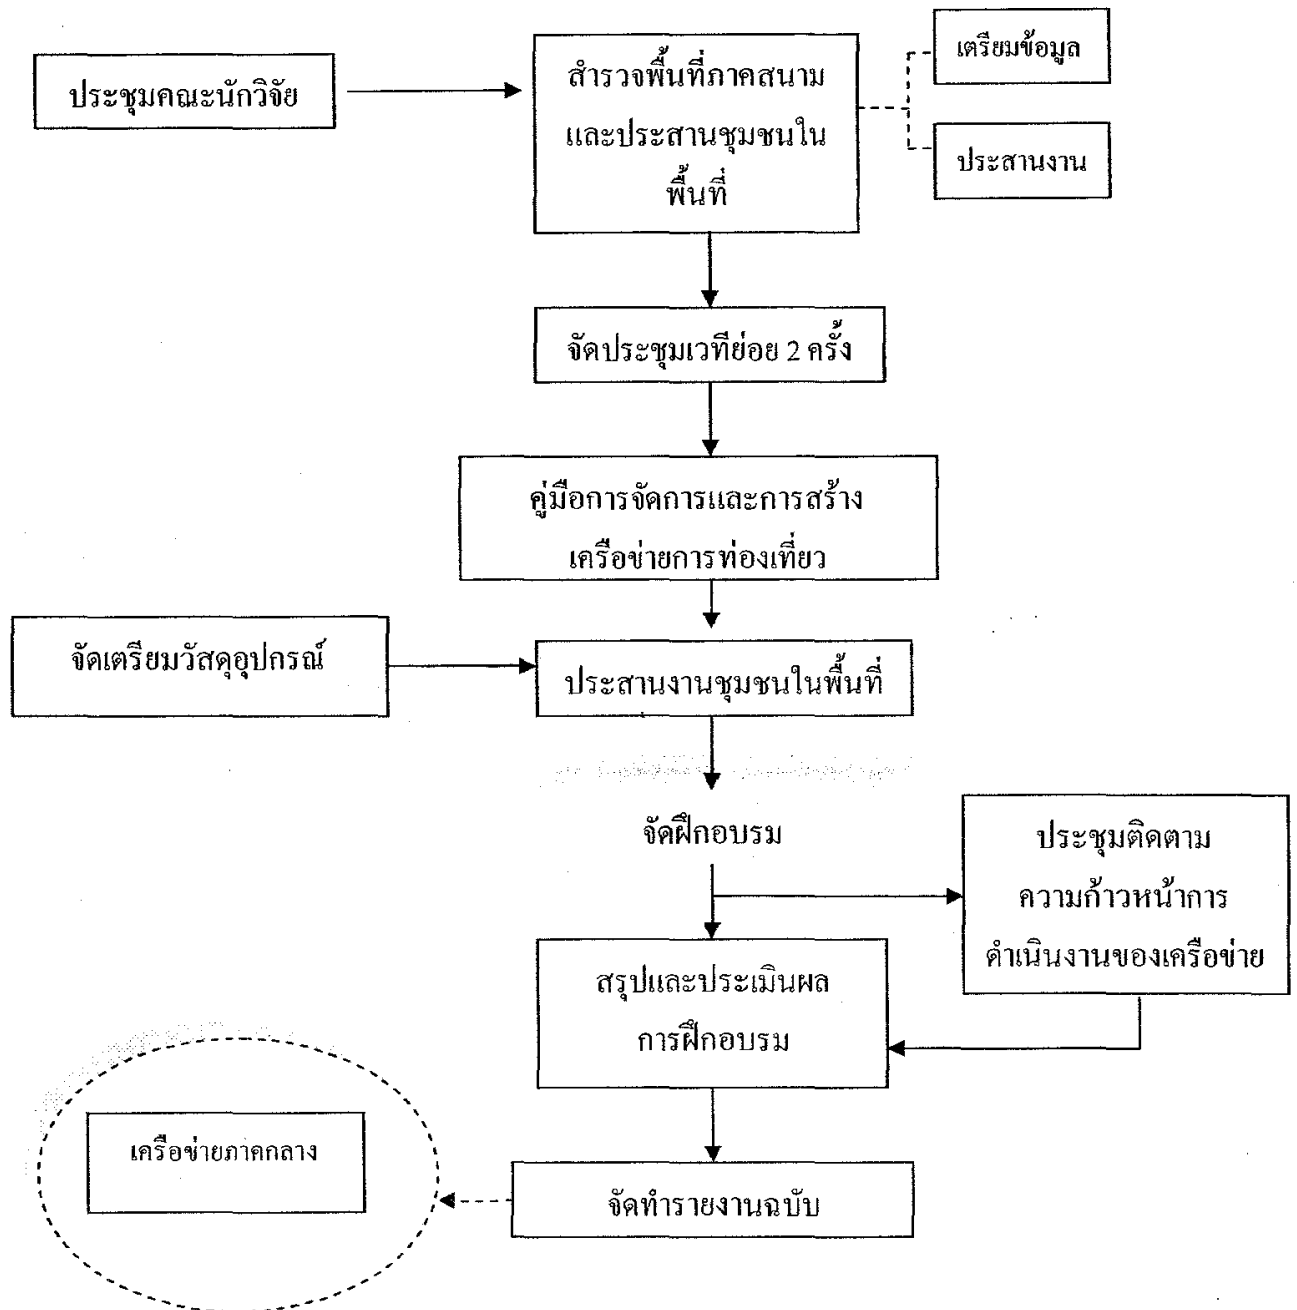 ประชุมคณะนักวิจัย
สำรวจพื้นที่ภาคสนาม
และประสานชุมชนใน
พื้นที่
เตรียมข้อมูล
ประสานงาน
จัดประชุมเวทีย่อย 2 ครั้ง
คู่มือการจัดการและการสร้าง
เครือข่ายการท่องเที่ยว
จัดเตรียมวัสดุอุปกรณ์
ประสานงานชุมชนในพื้นที่
จัดฝึกอบรม
ประชุมติดตาม
ความก้าวหน้าการ
ดำเนินงานของเครือข่าย
สรุปและประเมินผล
การฝึกอบรม
เครือข่ายภาคกลาง
จัดทำรายงานฉบับ